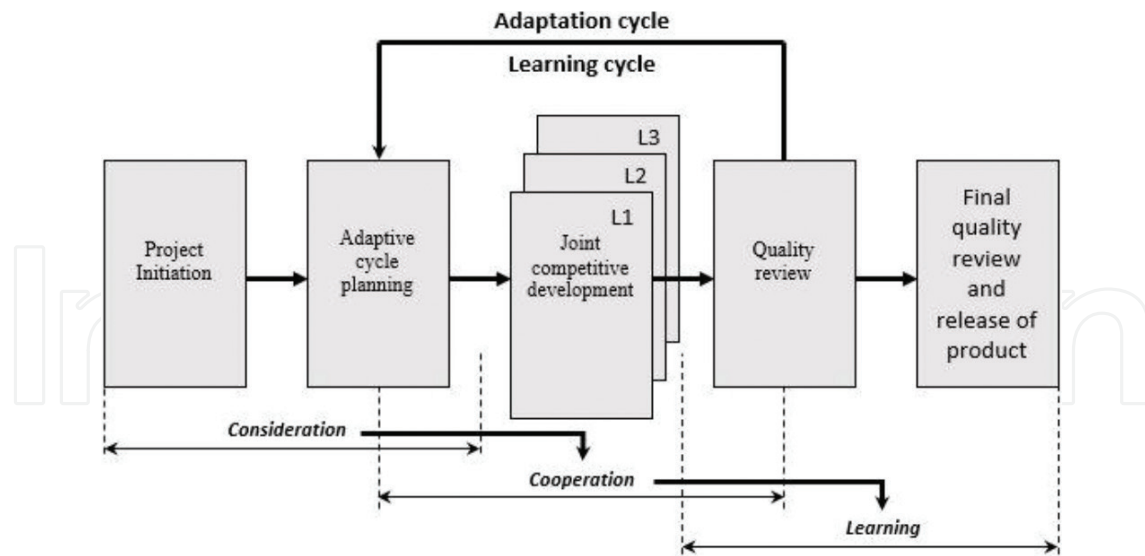 Adaptation cycle
Learning cycle
Project
Initiation
Adaptive
cycle
planning
L3
L2
L1
Joint
competitive
development
Quality
review
Final
quality
review
and
release of
product
Consideration
Cooperation
Learning